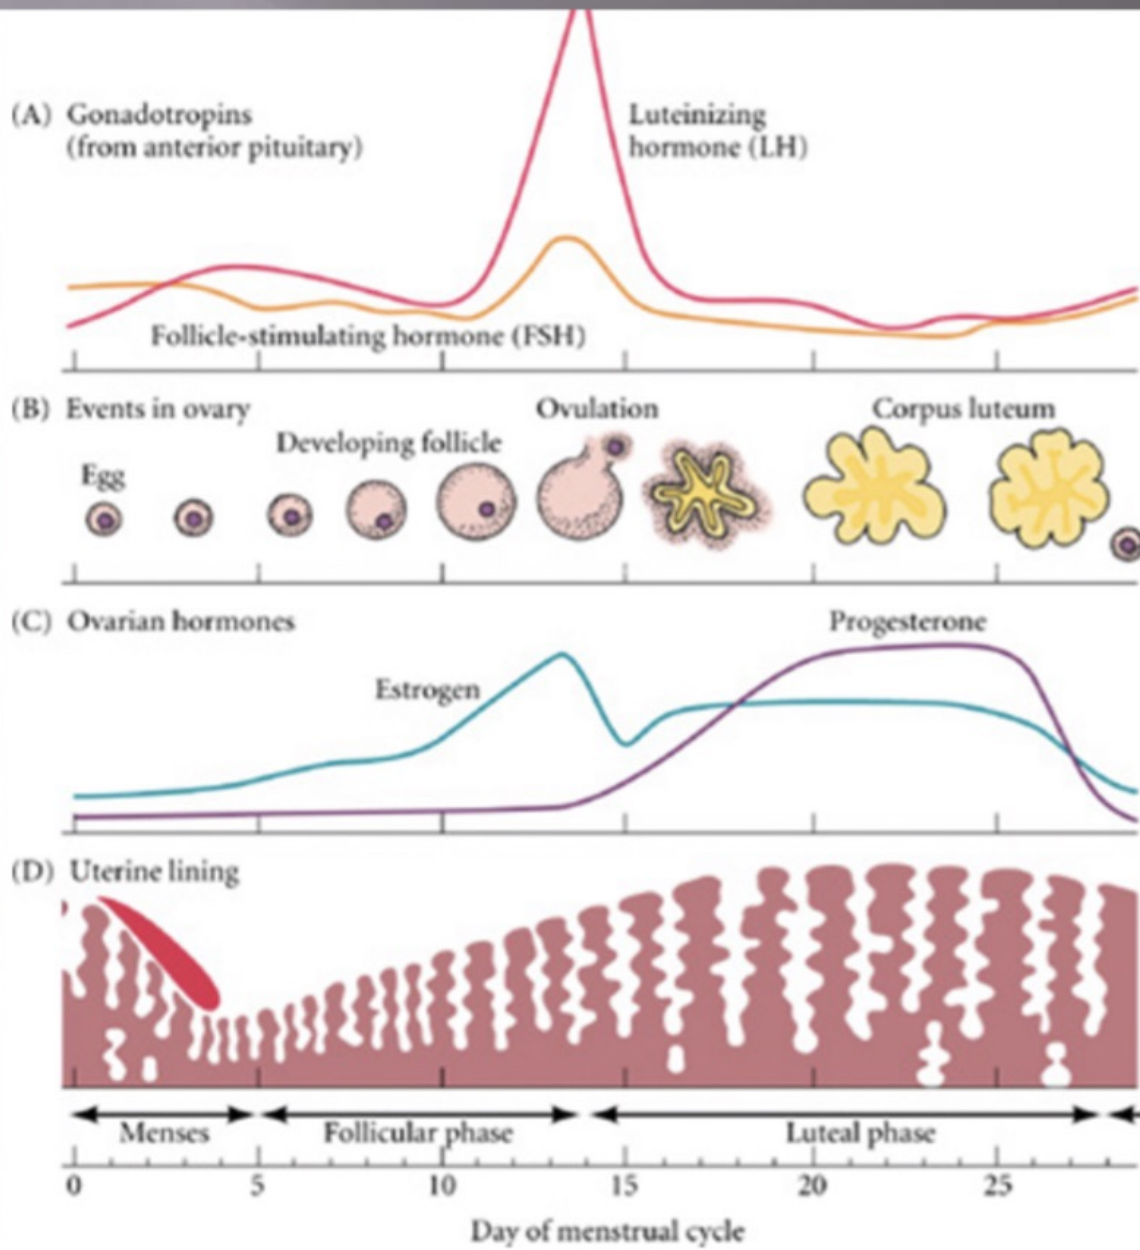 (A) Gonadotropins
(from anterior pituitary)
Luteinizing
hormone (LH)
Follicle-stimulating hormone (FSH)
(B) Events in ovary
Ovulation
Corpus luteum
Developing follicle
Egg
(C) Ovarian hormones
Progesterone
Estrogen
(D) Uterine lining
Menses
Follicular phase
Luteal phase
0 5 10 15 20 25
Day of menstrual cycle